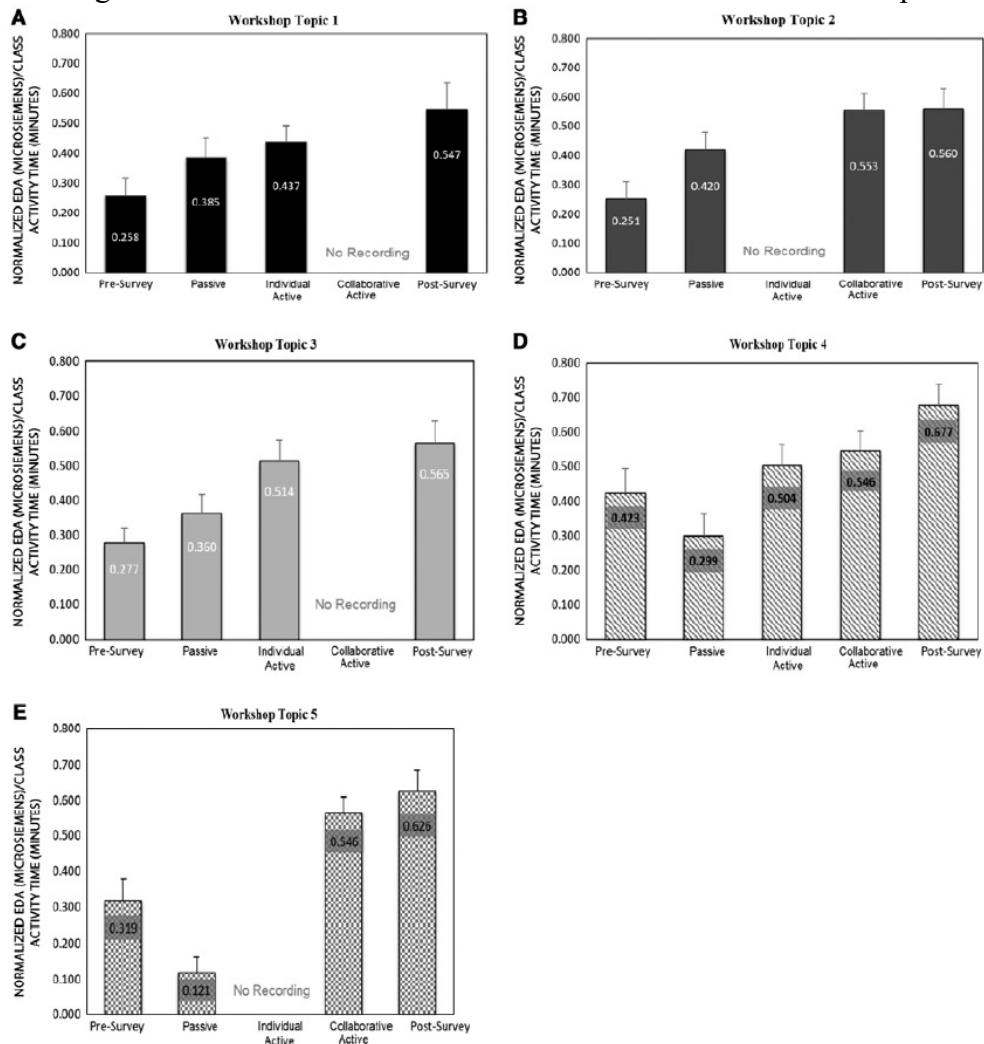 A
Workshop Topic 1
NORMALIZED EDA (MICROSIEMENS)/CLASS
ACTIVITY TIME (MINUTES)
0.800
0.700
0.600
0.500
0.400
0.300
0.200
0.100
0.000
0.258
0.385
0.437
No Recording
0.547
Pre-Survey
Passive
Individual
Active
Collaborative
Active
Post-Survey
B
Workshop Topic 2
NORMALIZED EDA (MICROSIEMENS)/CLASS
ACTIVITY TIME (MINUTES)
0.800
0.700
0.600
0.500
0.400
0.300
0.200
0.100
0.000
0.251
0.420
No Recording
0.553
0.560
Pre-Survey
Passive
Individual
Active
Collaborative
Active
Post-Survey
C
Workshop Topic 3
NORMALIZED EDA (MICROSIEMENS)/CLASS
ACTIVITY TIME (MINUTES)
0.800
0.700
0.600
0.500
0.400
0.300
0.200
0.100
0.000
0.277
0.360
0.514
No Recording
0.565
Pre-Survey
Passive
Individual
Active
Collaborative
Active
Post-Survey
D
Workshop Topic 4
NORMALIZED EDA (MICROSIEMENS)/CLASS
ACTIVITY TIME (MINUTES)
0.800
0.700
0.600
0.500
0.400
0.300
0.200
0.100
0.000
0.423
0.299
0.504
0.546
0.677
Pre-Survey
Passive
Individual
Active
Collaborative
Active
Post-Survey
E
Workshop Topic 5
NORMALIZED EDA (MICROSIEMENS)/CLASS
ACTIVITY TIME (MINUTES)
0.800
0.700
0.600
0.500
0.400
0.300
0.200
0.100
0.000
0.319
0.121
No Recording
0.546
0.626
Pre-Survey
Passive
Individual
Active
Collaborative
Active
Post-Survey